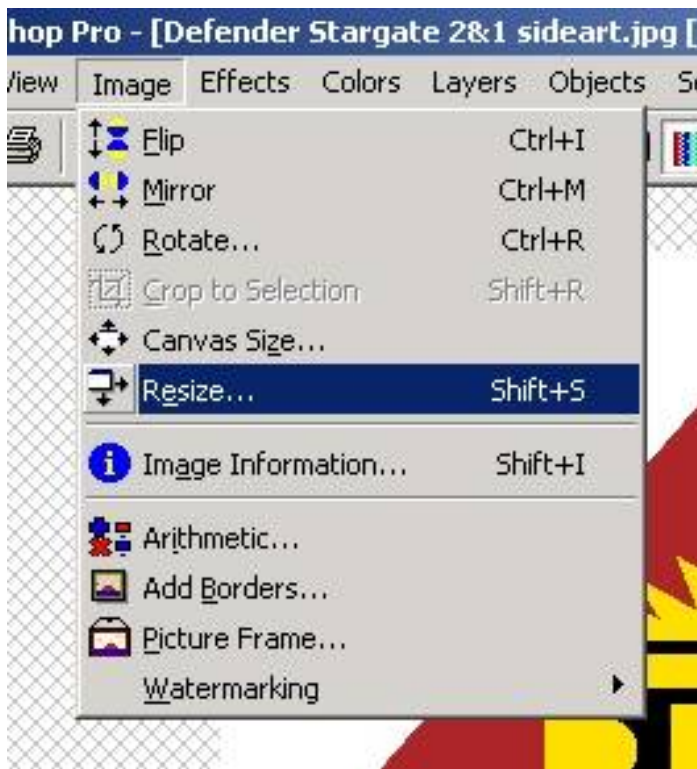 hop Pro - [Defender Stargate 2&1 sideart.jpg [
View Image Effects Colors Layers Objects S
Flip Ctrl+I
Mirror Ctrl+M
Rotate... Ctrl+R
Crop to Selection Shift+R
Canvas Size...
Resize... Shift+S
Image Information... Shift+I
Arithmetic...
Add Borders...
Picture Frame...
Watermarking